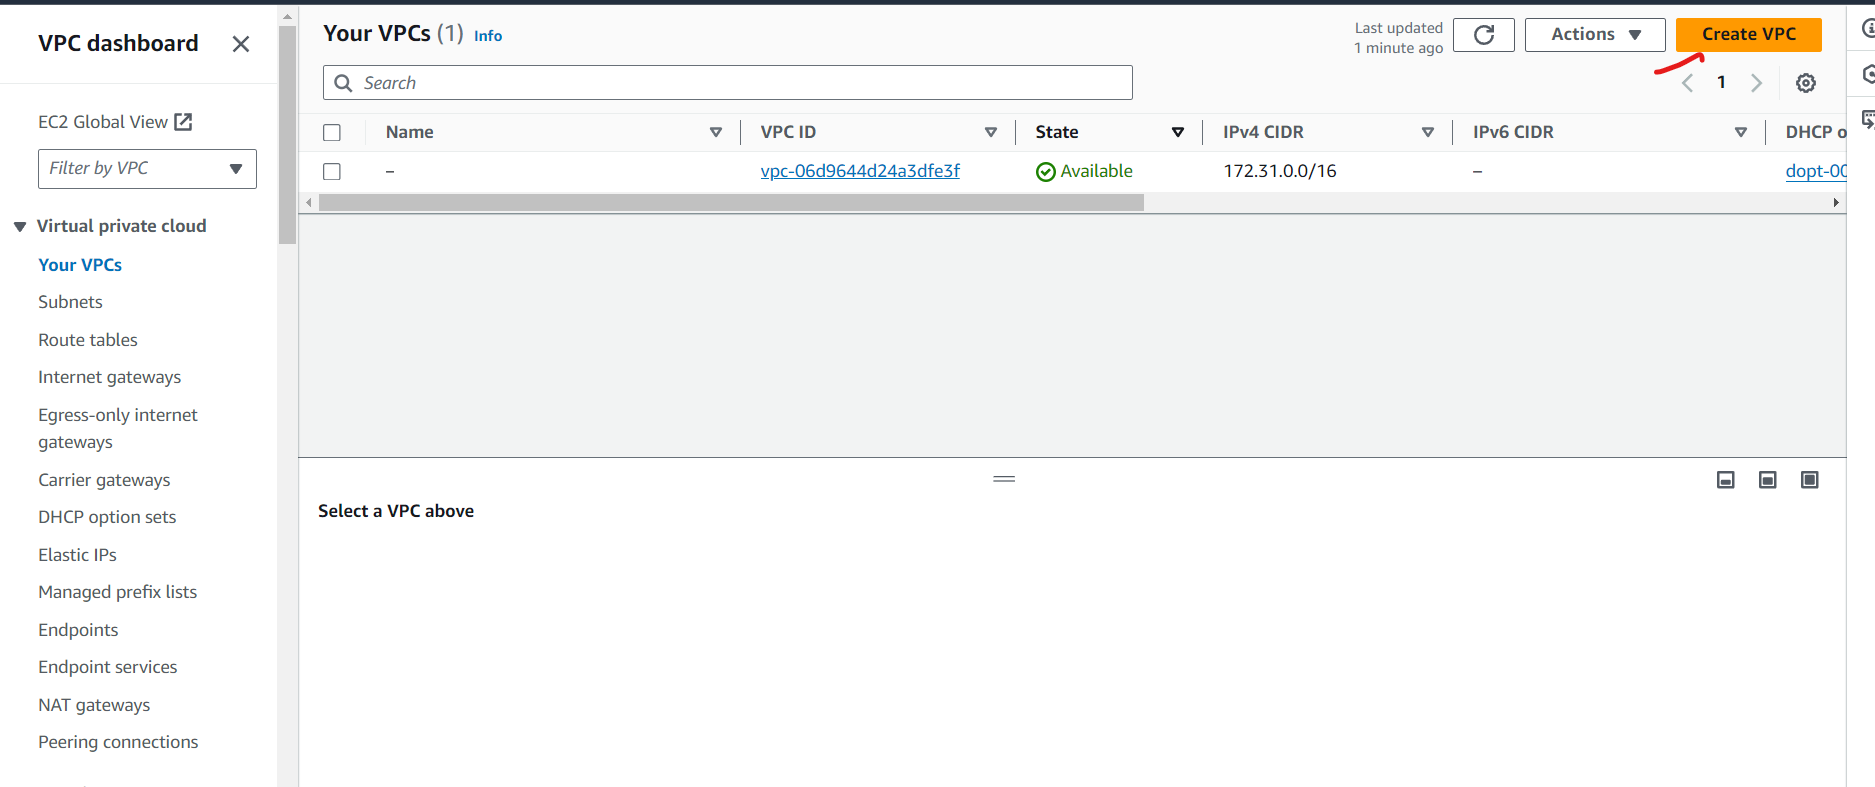 VPC dashboard
EC2 Global View
Filter by VPC
Virtual private cloud
Your VPCs
Subnets
Route tables
Internet gateways
Egress-only internet
gateways
Carrier gateways
DHCP option sets
Elastic IPs
Managed prefix lists
Endpoints
Endpoint services
NAT gateways
Peering connections
Your VPCs (1) Info
Last updated
1 minute ago
Actions
Create VPC
Search
1
Name VPC ID State IPv4 CIDR IPv6 CIDR DHCP o
– vpc-06d9644d24a3dfe3f Available 172.31.0.0/16 – dopt-00
Select a VPC above